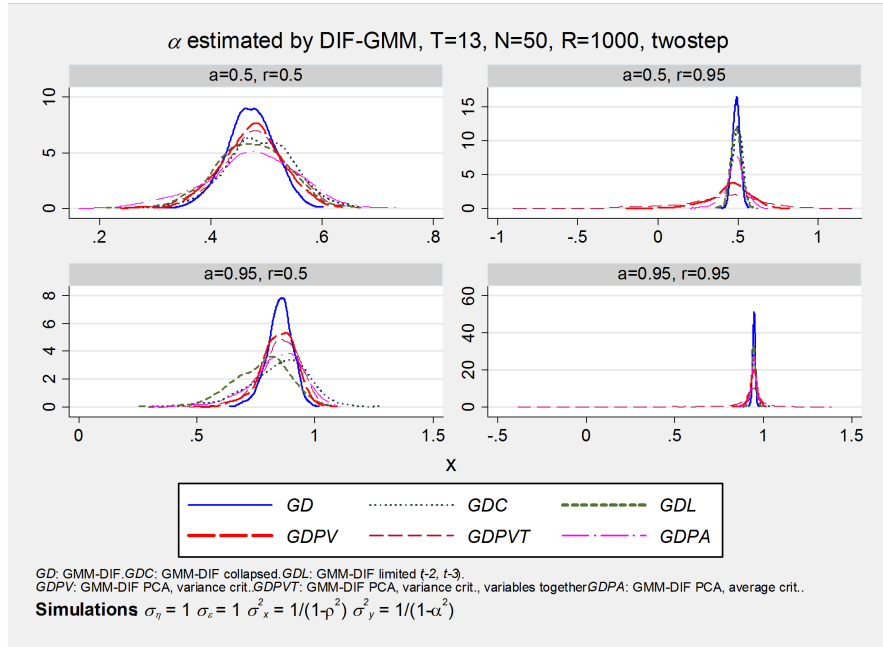 α estimated by DIF-GMM, T=13, N=50, R=1000, twostep
a=0.5, r=0.5
a=0.5, r=0.95
10
5
0
.2 .4 .6 .8
15
10
5
0
-1 -.5 0 .5 1
a=0.95, r=0.5
a=0.95, r=0.95
8
6
4
2
0
0 .5 1 1.5
60
40
20
0
-.5 0 .5 1 1.5
x
GD GDC GDL
GDPV GDPVT GDPA
GD: GMM-DIF.GDC: GMM-DIF collapsed.GDL: GMM-DIF limited (t-2, t-3).
GDPV: GMM-DIF PCA, variance crit..GDPVT: GMM-DIF PCA, variance crit., variables togetherGDPA: GMM-DIF PCA, average crit..
Simulations ση = 1 σε = 1 σ²x = 1/(1-ρ²) σ²y = 1/(1-α²)